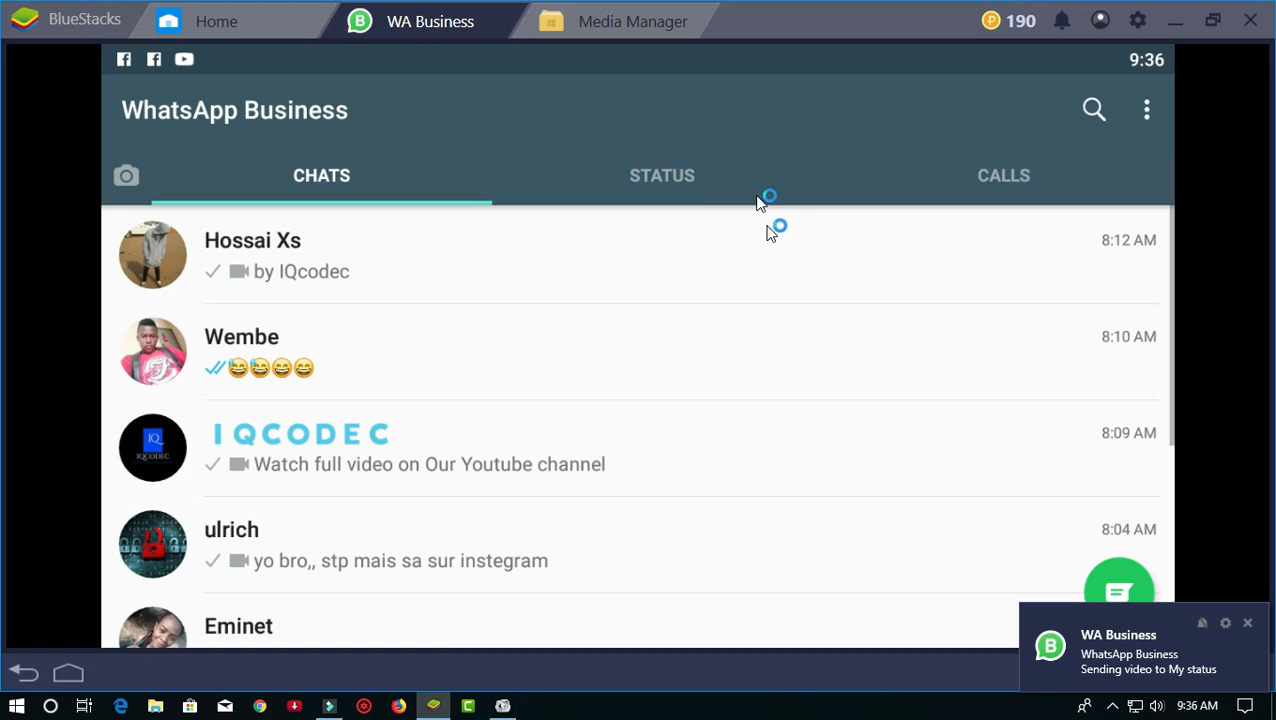 BlueStacks
Home
WA Business
Media Manager
190
9:36
WhatsApp Business
CHATS
STATUS
CALLS
Hossai Xs
8:12 AM
by IQcodec
Wembe
8:10 AM
😅😅😄😄
IQCODEC
8:09 AM
Watch full video on Our Youtube channel
IQ
IQCODEC
ulrich
8:04 AM
yo bro,, stp mais sa sur instegram
Eminet
WA Business
WhatsApp Business
Sending video to My status
9:36 AM